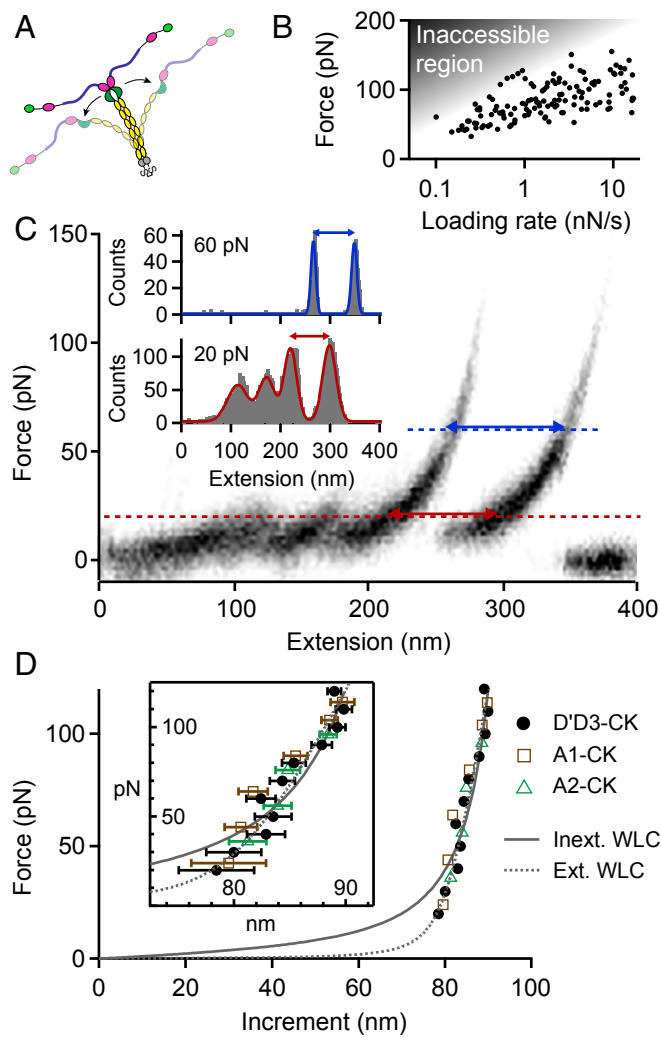 A
B
Force (pN)
200
100
0
Inaccessible
region
0.1
1
10
Loading rate (nN/s)
C
Force (pN)
150
100
50
0
Counts
60
40
20
0
60 pN
Counts
100
50
0
20 pN
0
100
200
300
400
Extension (nm)
0
100
200
300
400
Extension (nm)
D
Force (pN)
100
50
0
pN
100
50
80
90
nm
D'D3-CK
A1-CK
A2-CK
Inext. WLC
Ext. WLC
0
20
40
60
80
100
Increment (nm)